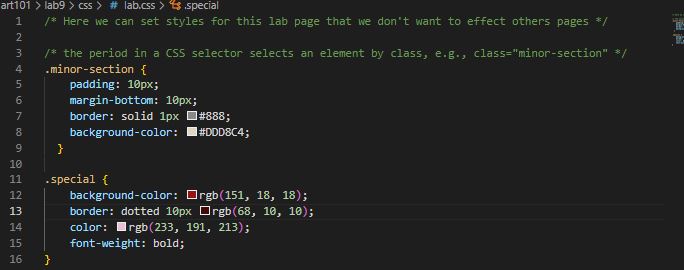 art101 > lab9 > css > # lab.css > .special
1 /* Here we can set styles for this lab page that we don't want to effect others pages */
2
3 /* the period in a CSS selector selects an element by class, e.g., class="minor-section" */
4 .minor-section {
5 padding: 10px;
6 margin-bottom: 10px;
7 border: solid 1px #888;
8 background-color: #DDD8C4;
9 }
10
11 .special {
12 background-color: rgb(151, 18, 18);
13 border: dotted 10px rgb(68, 10, 10);
14 color: rgb(233, 191, 213);
15 font-weight: bold;
16 }